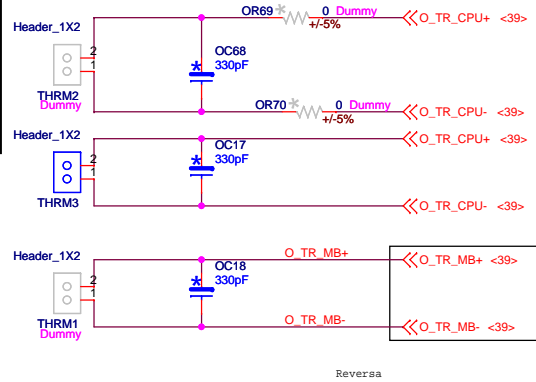 OR69 0 Dummy O_TR_CPU+ <39>
+/-5%
Header_1X2
OC68
330pF
2
1
THRM2
Dummy
OR70 0 Dummy O_TR_CPU- <39>
+/-5%
Header_1X2
O_TR_CPU+ <39>
OC17
330pF
2
1
THRM3
O_TR_CPU- <39>
Header_1X2
O_TR_MB+ O_TR_MB+ <39>
OC18
330pF
2
1
THRM1
Dummy
O_TR_MB- O_TR_MB- <39>
Reversa